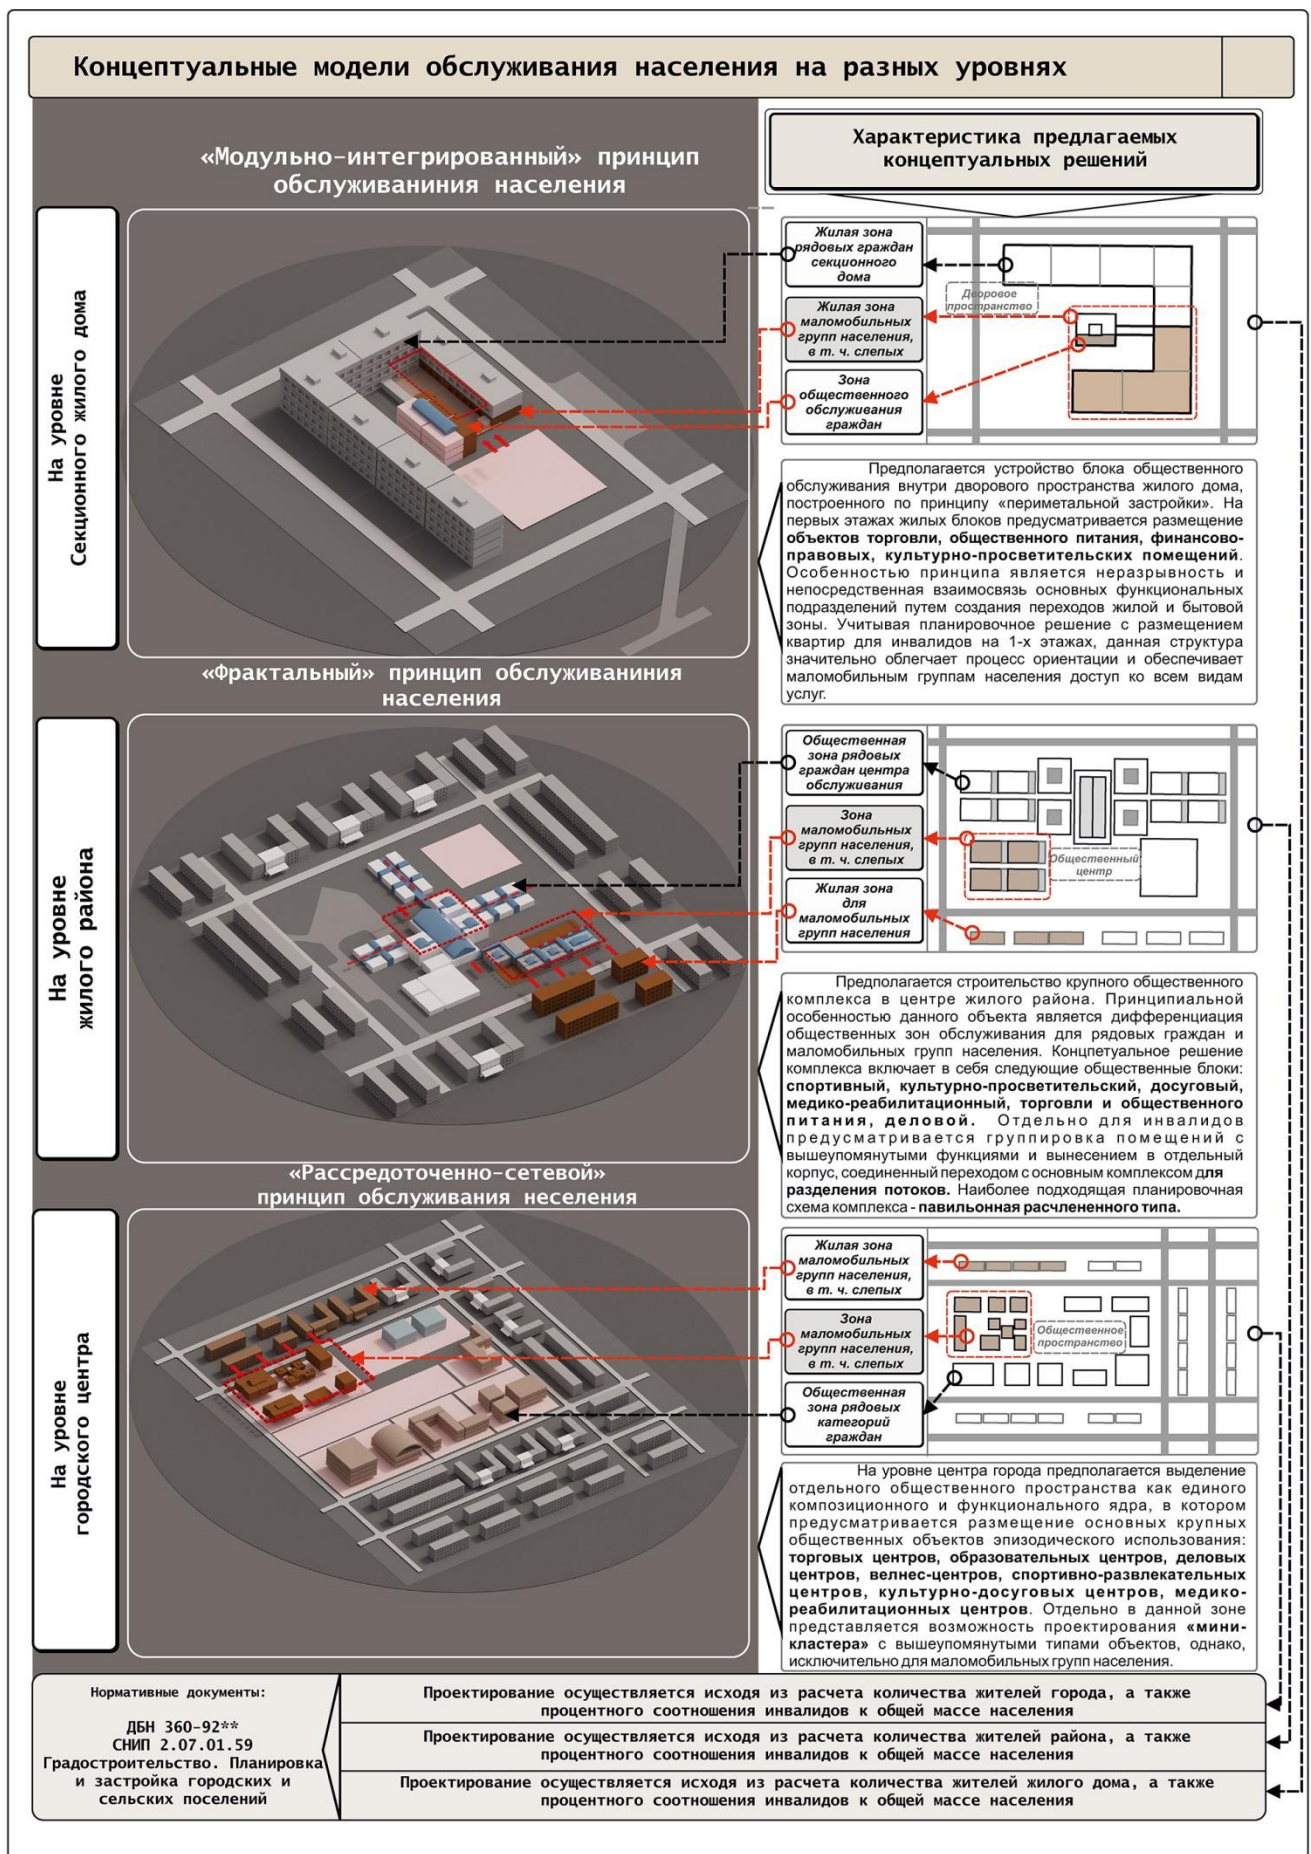 Концептуальные модели обслуживания населения на разных уровнях
«Модульно-интегрированный» принцип
обслуживаниния населения
Характеристика предлагаемых
концептуальных решений
На уровне
Секционного жилого дома
Жилая зона
рядовых граждан
секционного
дома
Жилая зона
маломобильных
групп населения,
в т. ч. слепых
Зона
общественного
обслуживания
граждан
Дворовое
пространство
Предполагается устройство блока общественного
обслуживания внутри дворового пространства жилого дома,
построенного по принципу «периметальной застройки». На
первых этажах жилых блоков предусматривается размещение
объектов торговли, общественного питания, финансово-
правовых, культурно-просветительских помещений.
Особенностью принципа является неразрывность и
непосредственная взаимосвязь основных функциональных
подразделений путем создания переходов жилой и бытовой
зоны. Учитывая планировочное решение с размещением
квартир для инвалидов на 1-х этажах, данная структура
значительно облегчает процесс ориентации и обеспечивает
маломобильным группам населения доступ ко всем видам
услуг.
«Фрактальный» принцип обслуживаниния
населения
На уровне
жилого района
Общественная
зона рядовых
граждан центра
обслуживания
Зона
маломобильных
групп населения,
в т. ч. слепых
Жилая зона
для
маломобильных
групп населения
Общественный
центр
Предполагается строительство крупного общественного
комплекса в центре жилого района. Принципиальной
особенностью данного объекта является дифференциация
общественных зон обслуживания для рядовых граждан и
маломобильных групп населения. Концпетуальное решение
комплекса включает в себя следующие общественные блоки:
спортивный, культурно-просветительский, досуговый,
медико-реабилитационный, торговли и общественного
питания, деловой. Отдельно для инвалидов
предусматривается группировка помещений с
вышеупомянутыми функциями и вынесением в отдельный
корпус, соединенный переходом с основным комплексом для
разделения потоков. Наиболее подходящая планировочная
схема комплекса - павильонная расчлененного типа.
«Рассредоточенно-сетевой»
принцип обслуживания неселения
На уровне
городского центра
Жилая зона
маломобильных
групп населения,
в т. ч. слепых
Зона
маломобильных
групп населения,
в т. ч. слепых
Общественная
зона рядовых
категорий
граждан
Общественное
пространство
На уровне центра города предполагается выделение
отдельного общественного пространства как единого
композиционного и функционального ядра, в котором
предусматривается размещение основных крупных
общественных объектов эпизодического использования:
торговых центров, образовательных центров, деловых
центров, велнес-центров, спортивно-развлекательных
центров, культурно-досуговых центров, медико-
реабилитационных центров. Отдельно в данной зоне
представляется возможность проектирования «мини-
кластера» с вышеупомянутыми типами объектов, однако,
исключительно для маломобильных групп населения.
Нормативные документы:
ДБН 360-92**
СНИП 2.07.01.59
Градостроительство. Планировка
и застройка городских и
сельских поселений
Проектирование осуществляется исходя из расчета количества жителей города, а также
процентного соотношения инвалидов к общей массе населения
Проектирование осуществляется исходя из расчета количества жителей района, а также
процентного соотношения инвалидов к общей массе населения
Проектирование осуществляется исходя из расчета количества жителей жилого дома, а также
процентного соотношения инвалидов к общей массе населения